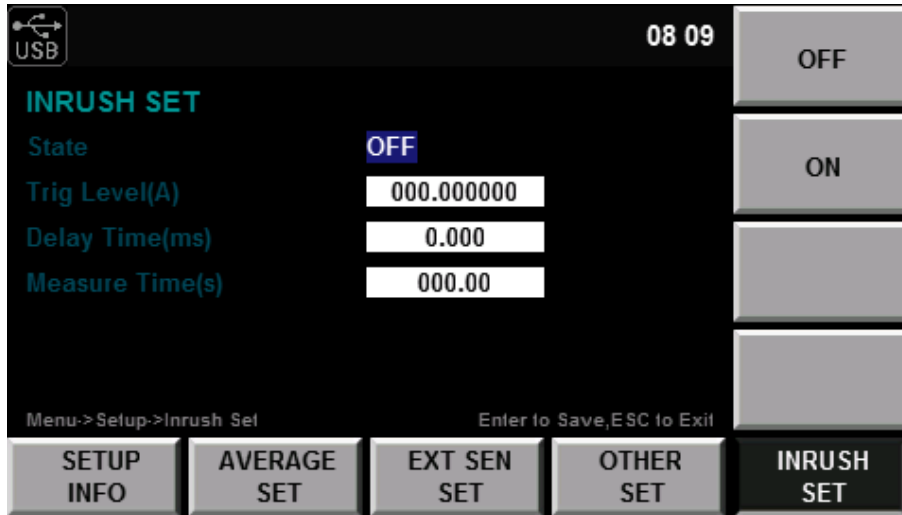 USB
08 09
OFF
INRUSH SET
State OFF
ON
Trig Level(A) 000.000000
Delay Time(ms) 0.000
Measure Time(s) 000.00
Menu->Setup->Inrush Set Enter to Save,ESC to Exit
SETUP INFO
AVERAGE SET
EXT SEN SET
OTHER SET
INRUSH SET